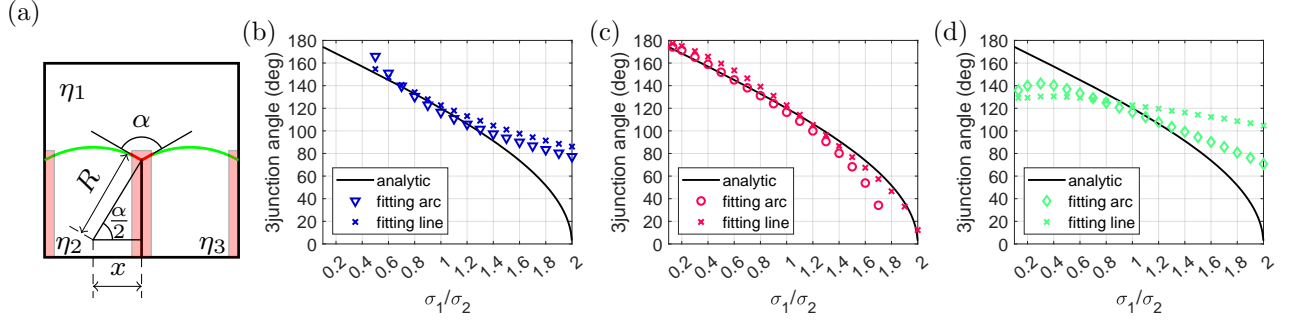 (a)
η₁
α
R
α/2
η₂
η₃
x
(b)
3junction angle (deg)
180
160
140
120
100
80
60
40
20
0
analytic
fitting arc
fitting line
0.2
0.4
0.6
0.8
1
1.2
1.4
1.6
1.8
2
σ₁/σ₂
(c)
3junction angle (deg)
180
160
140
120
100
80
60
40
20
0
analytic
fitting arc
fitting line
0.2
0.4
0.6
0.8
1
1.2
1.4
1.6
1.8
2
σ₁/σ₂
(d)
3junction angle (deg)
180
160
140
120
100
80
60
40
20
0
analytic
fitting arc
fitting line
0.2
0.4
0.6
0.8
1
1.2
1.4
1.6
1.8
2
σ₁/σ₂